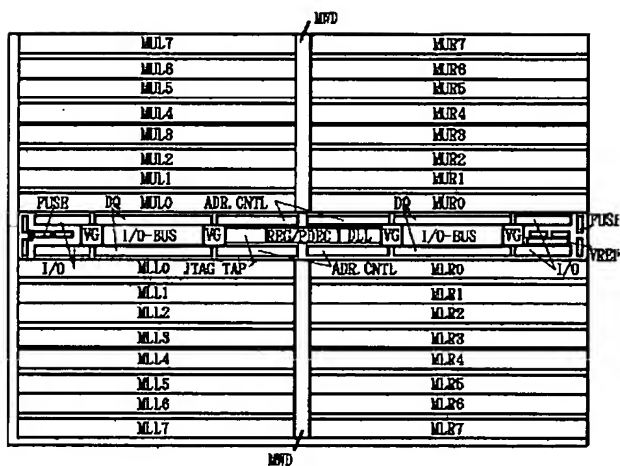 MWD
MUL7 MUR7
MUL6 MUR6
MUL5 MUR5
MUL4 MUR4
MUL3 MUR3
MUL2 MUR2
MUL1 MUR1
FUSE DQ MUL0 ADR. CNTL DQ MUR0
FUSE
VG I/O-BUS VG REG/PDEC DLL VG I/O-BUS VG
VREF
I/O MLL0 JTAG TAP ADR. CNTL MLR0 I/O
MLL1 MLR1
MLL2 MLR2
MLL3 MLR3
MLL4 MLR4
MLL5 MLR5
MLL6 MLR6
MLL7 MLR7
MWD